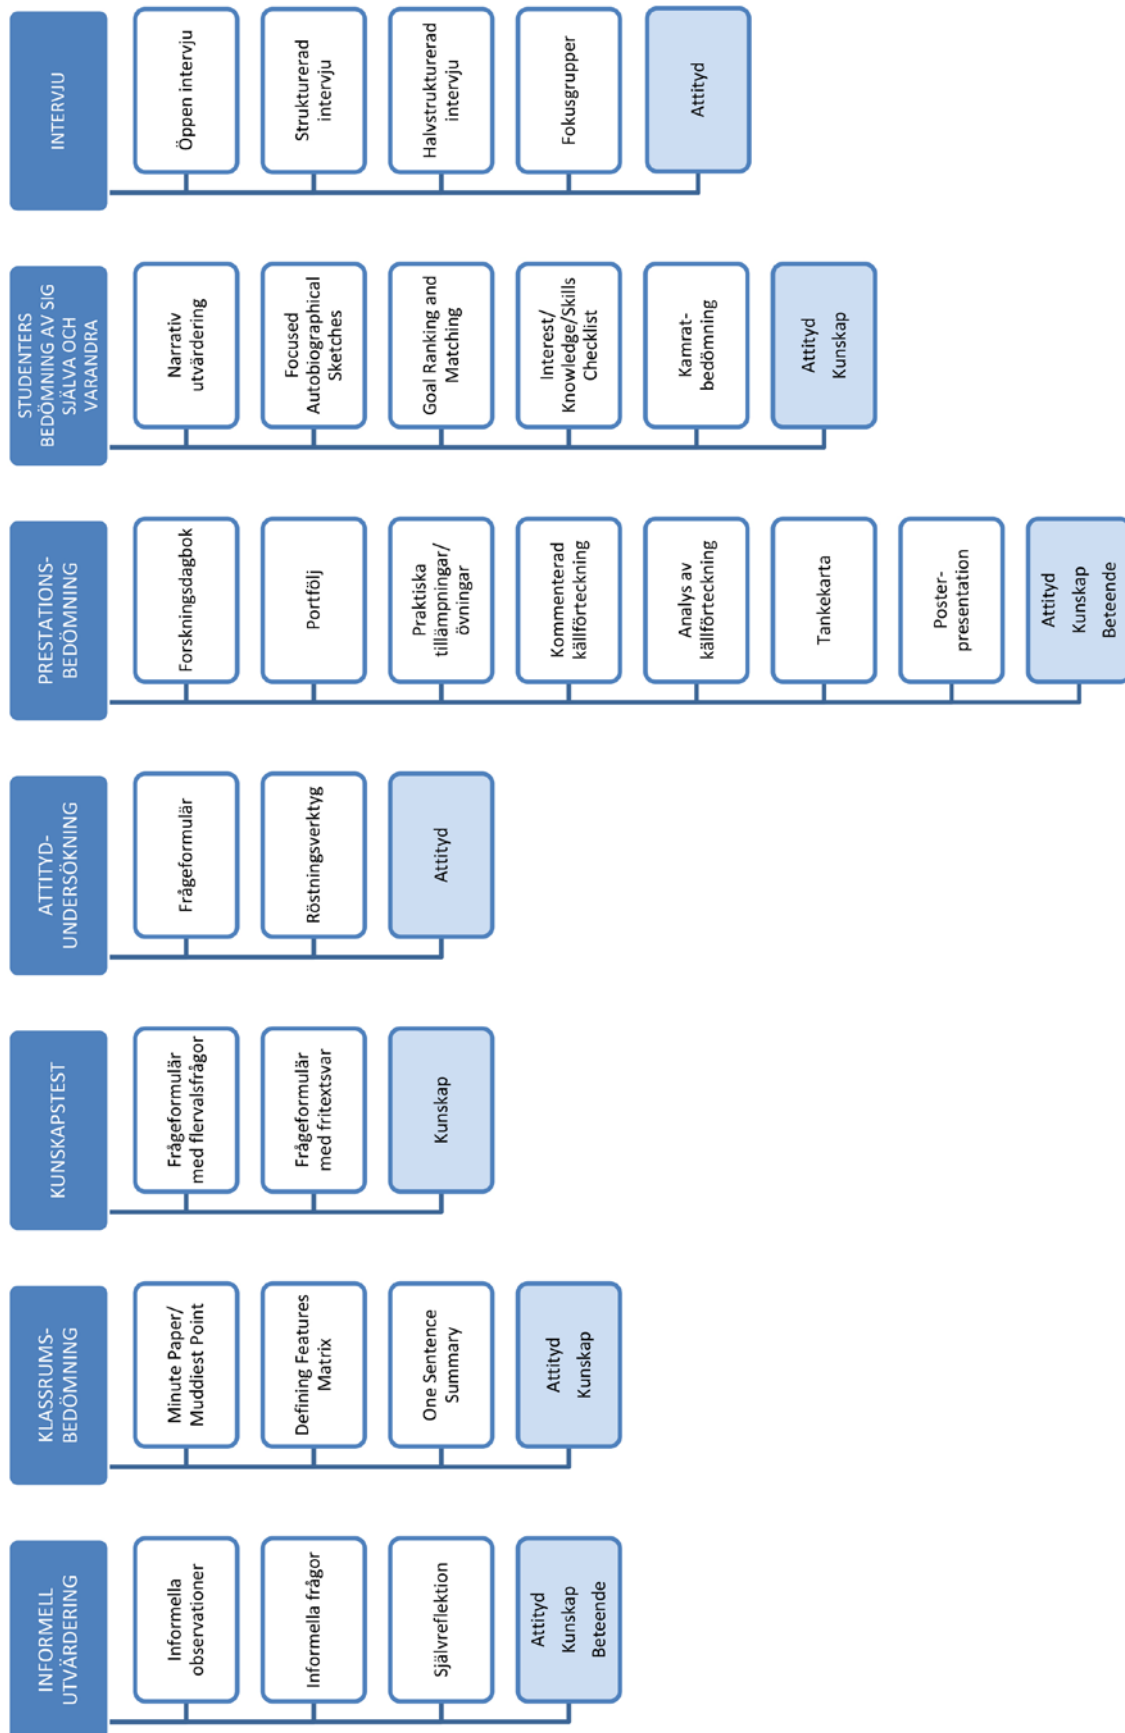 INFORMELL
UTVÄRDERING
Informella
observationer
Informella frågor
Självreflektion
Attityd
Kunskap
Beteende
KLASSRUMS-
BEDÖMNING
Minute Paper/
Muddiest Point
Defining Features
Matrix
One Sentence
Summary
Attityd
Kunskap
KUNSKAPSTEST
Frågeformulär
med flervalsfrågor
Frågeformulär
med fritextsvar
Kunskap
ATTITYD-
UNDERSÖKNING
Frågeformulär
Röstningsverktyg
Attityd
PRESTATIONS-
BEDÖMNING
Forskningsdagbok
Portfölj
Praktiska
tillämpningar/
övningar
Kommenterad
källförteckning
Analys av
källförteckning
Tankekarta
Poster-
presentation
Attityd
Kunskap
Beteende
STUDENTERS
BEDÖMNING AV SIG
SJÄLVA OCH
VARANDRA
Narrativ
utvärdering
Focused
Autobiographical
Sketches
Goal Ranking and
Matching
Interest/
Knowledge/Skills
Checklist
Kamrat-
bedömning
Attityd
Kunskap
INTERVJU
Öppen intervju
Strukturerad
intervju
Halvstrukturerad
intervju
Fokusgrupper
Attityd